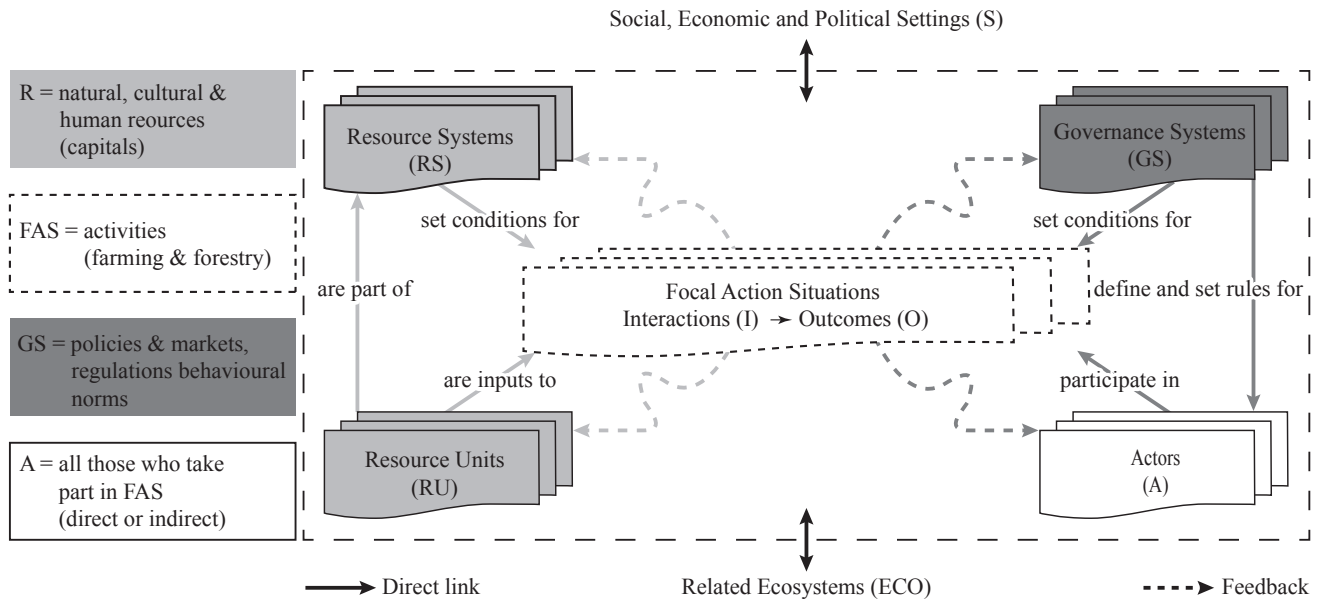 Social, Economic and Political Settings (S)
R = natural, cultural &
human reources
(capitals)
FAS = activities
(farming & forestry)
GS = policies & markets,
regulations behavioural
norms
A = all those who take
part in FAS
(direct or indirect)
Resource Systems
(RS)
Governance Systems
(GS)
set conditions for
set conditions for
are part of
Focal Action Situations
Interactions (I) → Outcomes (O)
define and set rules for
are inputs to
participate in
Resource Units
(RU)
Actors
(A)
Direct link
Related Ecosystems (ECO)
Feedback